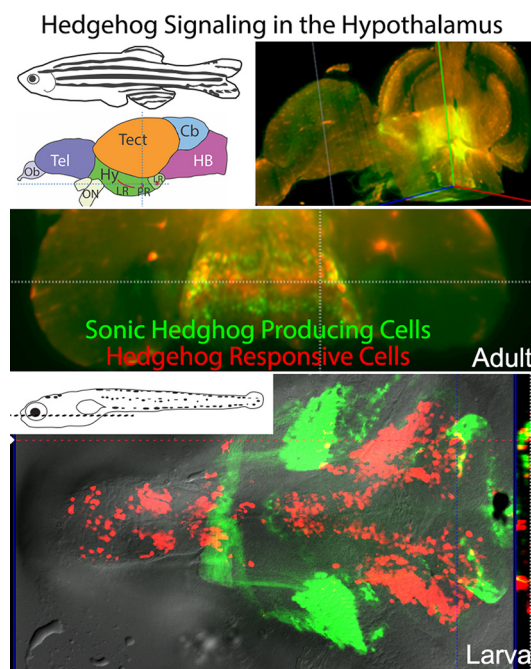 Hedgehog Signaling in the Hypothalamus
Tect
Cb
Tel
HB
Ob
Hy
LR
ON
LR
PR
Sonic Hedghog Producing Cells
Hedgehog Responsive Cells
Adult
Larva